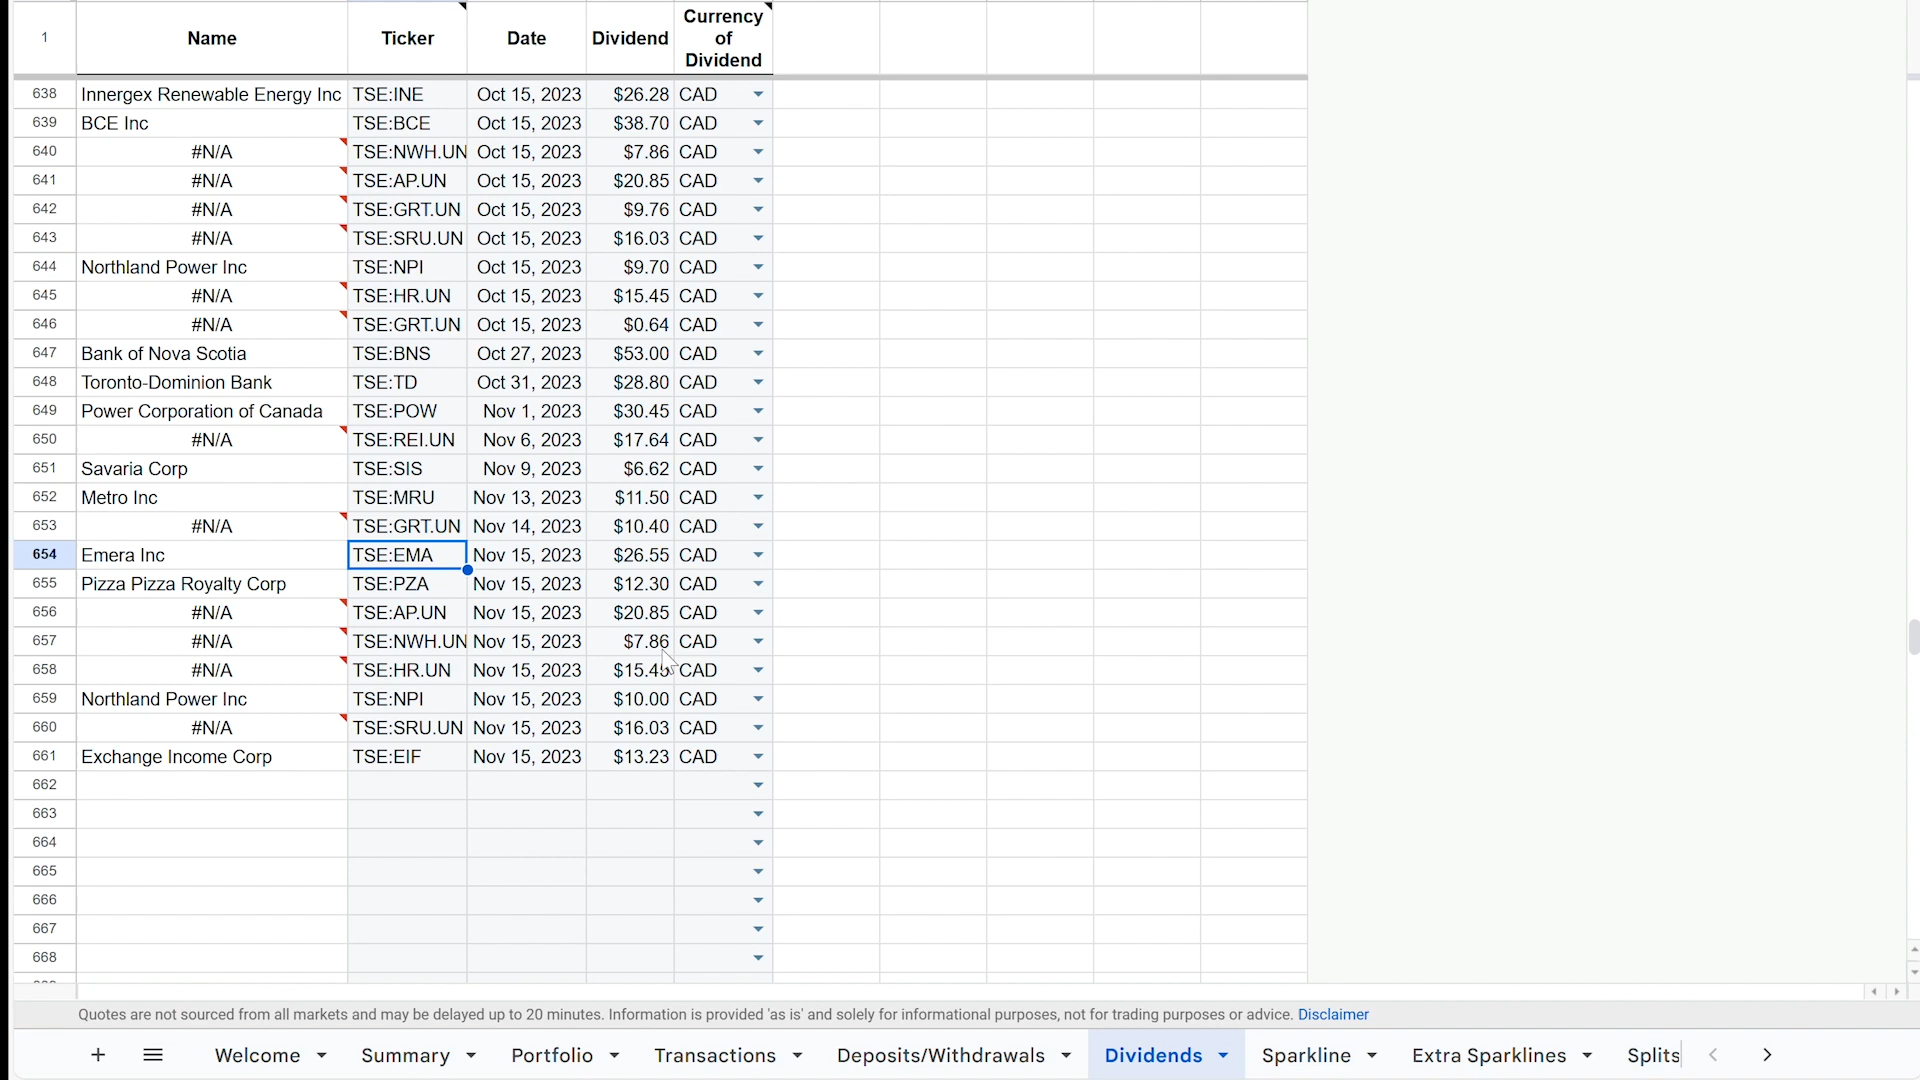 1 Name Ticker Date Dividend Currency of Dividend
638 Innergex Renewable Energy Inc TSE:INE Oct 15, 2023 $26.28 CAD
639 BCE Inc TSE:BCE Oct 15, 2023 $38.70 CAD
640 #N/A TSE:NWH.UN Oct 15, 2023 $7.86 CAD
641 #N/A TSE:AP.UN Oct 15, 2023 $20.85 CAD
642 #N/A TSE:GRT.UN Oct 15, 2023 $9.76 CAD
643 #N/A TSE:SRU.UN Oct 15, 2023 $16.03 CAD
644 Northland Power Inc TSE:NPI Oct 15, 2023 $9.70 CAD
645 #N/A TSE:HR.UN Oct 15, 2023 $15.45 CAD
646 #N/A TSE:GRT.UN Oct 15, 2023 $0.64 CAD
647 Bank of Nova Scotia TSE:BNS Oct 27, 2023 $53.00 CAD
648 Toronto-Dominion Bank TSE:TD Oct 31, 2023 $28.80 CAD
649 Power Corporation of Canada TSE:POW Nov 1, 2023 $30.45 CAD
650 #N/A TSE:REI.UN Nov 6, 2023 $17.64 CAD
651 Savaria Corp TSE:SIS Nov 9, 2023 $6.62 CAD
652 Metro Inc TSE:MRU Nov 13, 2023 $11.50 CAD
653 #N/A TSE:GRT.UN Nov 14, 2023 $10.40 CAD
654 Emera Inc TSE:EMA Nov 15, 2023 $26.55 CAD
655 Pizza Pizza Royalty Corp TSE:PZA Nov 15, 2023 $12.30 CAD
656 #N/A TSE:AP.UN Nov 15, 2023 $20.85 CAD
657 #N/A TSE:NWH.UN Nov 15, 2023 $7.86 CAD
658 #N/A TSE:HR.UN Nov 15, 2023 $15.45 CAD
659 Northland Power Inc TSE:NPI Nov 15, 2023 $10.00 CAD
660 #N/A TSE:SRU.UN Nov 15, 2023 $16.03 CAD
661 Exchange Income Corp TSE:EIF Nov 15, 2023 $13.23 CAD
662
663
664
665
666
667
668
Quotes are not sourced from all markets and may be delayed up to 20 minutes. Information is provided 'as is' and solely for informational purposes, not for trading purposes or advice. Disclaimer
Welcome Summary Portfolio Transactions Deposits/Withdrawals Dividends Sparkline Extra Sparklines Splits